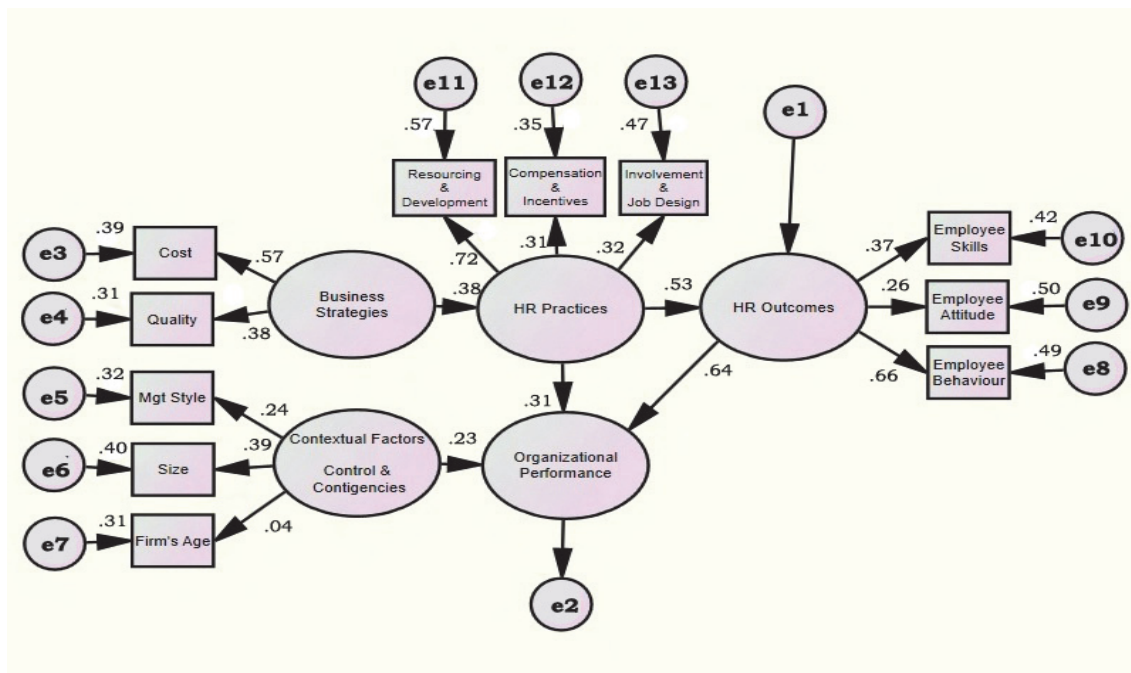 e11
e12
e13
e1
.57
.35
.47
Resourcing
&
Development
Compensation
&
Incentives
Involvement
&
Job Design
.72
.31
.32
e3
.39
Cost
.57
e4
.31
Quality
.38
Business
Strategies
.38
HR Practices
.53
HR Outcomes
.37
Employee
Skills
.42
e10
.26
Employee
Attitude
.50
e9
.66
Employee
Behaviour
.49
e8
.64
.31
e5
.32
Mgt Style
.24
e6
.40
Size
.39
e7
.31
Firm's Age
.04
Contextual Factors
Control &
Contigencies
.23
Organizational
Performance
e2